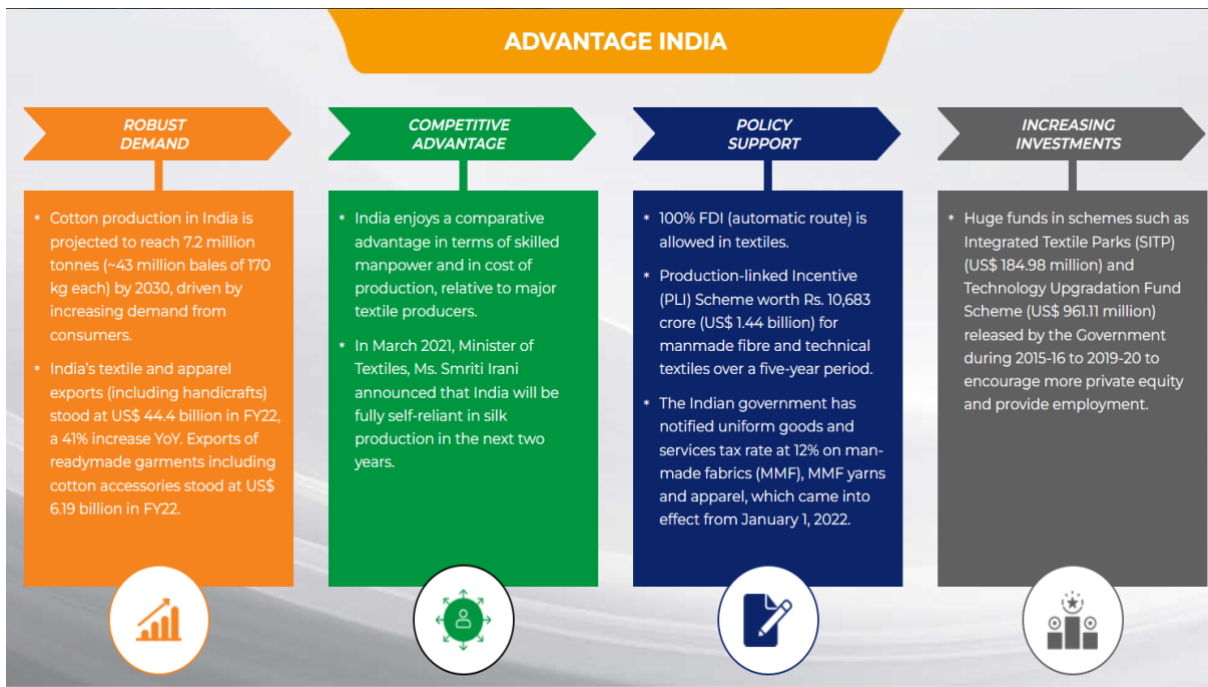 ADVANTAGE INDIA
ROBUST
DEMAND
* Cotton production in India is
projected to reach 7.2 million
tonnes (~43 million bales of 170
kg each) by 2030, driven by
increasing demand from
consumers.
* India's textile and apparel
exports (including handicrafts)
stood at US$ 44.4 billion in FY22,
a 41% increase YoY. Exports of
readymade garments including
cotton accessories stood at US$
6.19 billion in FY22.
COMPETITIVE
ADVANTAGE
* India enjoys a comparative
advantage in terms of skilled
manpower and in cost of
production, relative to major
textile producers.
* In March 2021, Minister of
Textiles, Ms. Smriti Irani
announced that India will be
fully self-reliant in silk
production in the next two
years.
POLICY
SUPPORT
* 100% FDI (automatic route) is
allowed in textiles.
* Production-linked Incentive
(PLI) Scheme worth Rs. 10,683
crore (US$ 1.44 billion) for
manmade fibre and technical
textiles over a five-year period.
* The Indian government has
notified uniform goods and
services tax rate at 12% on man-
made fabrics (MMF), MMF yarns
and apparel, which came into
effect from January 1, 2022.
INCREASING
INVESTMENTS
* Huge funds in schemes such as
Integrated Textile Parks (SITP)
(US$ 184.98 million) and
Technology Upgradation Fund
Scheme (US$ 961.11 million)
released by the Government
during 2015-16 to 2019-20 to
encourage more private equity
and provide employment.